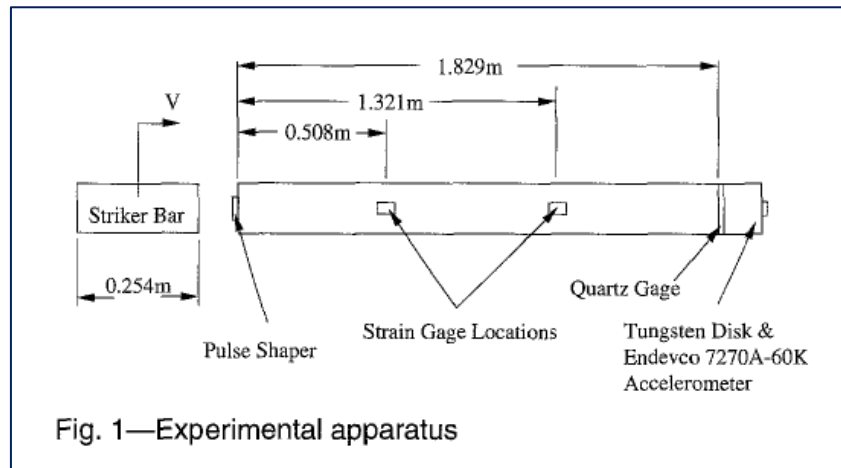 1.829m
1.321m
0.508m
V
Striker Bar
0.254m
Pulse Shaper
Strain Gage Locations
Quartz Gage
Tungsten Disk &
Endevco 7270A-60K
Accelerometer
Fig. 1—Experimental apparatus